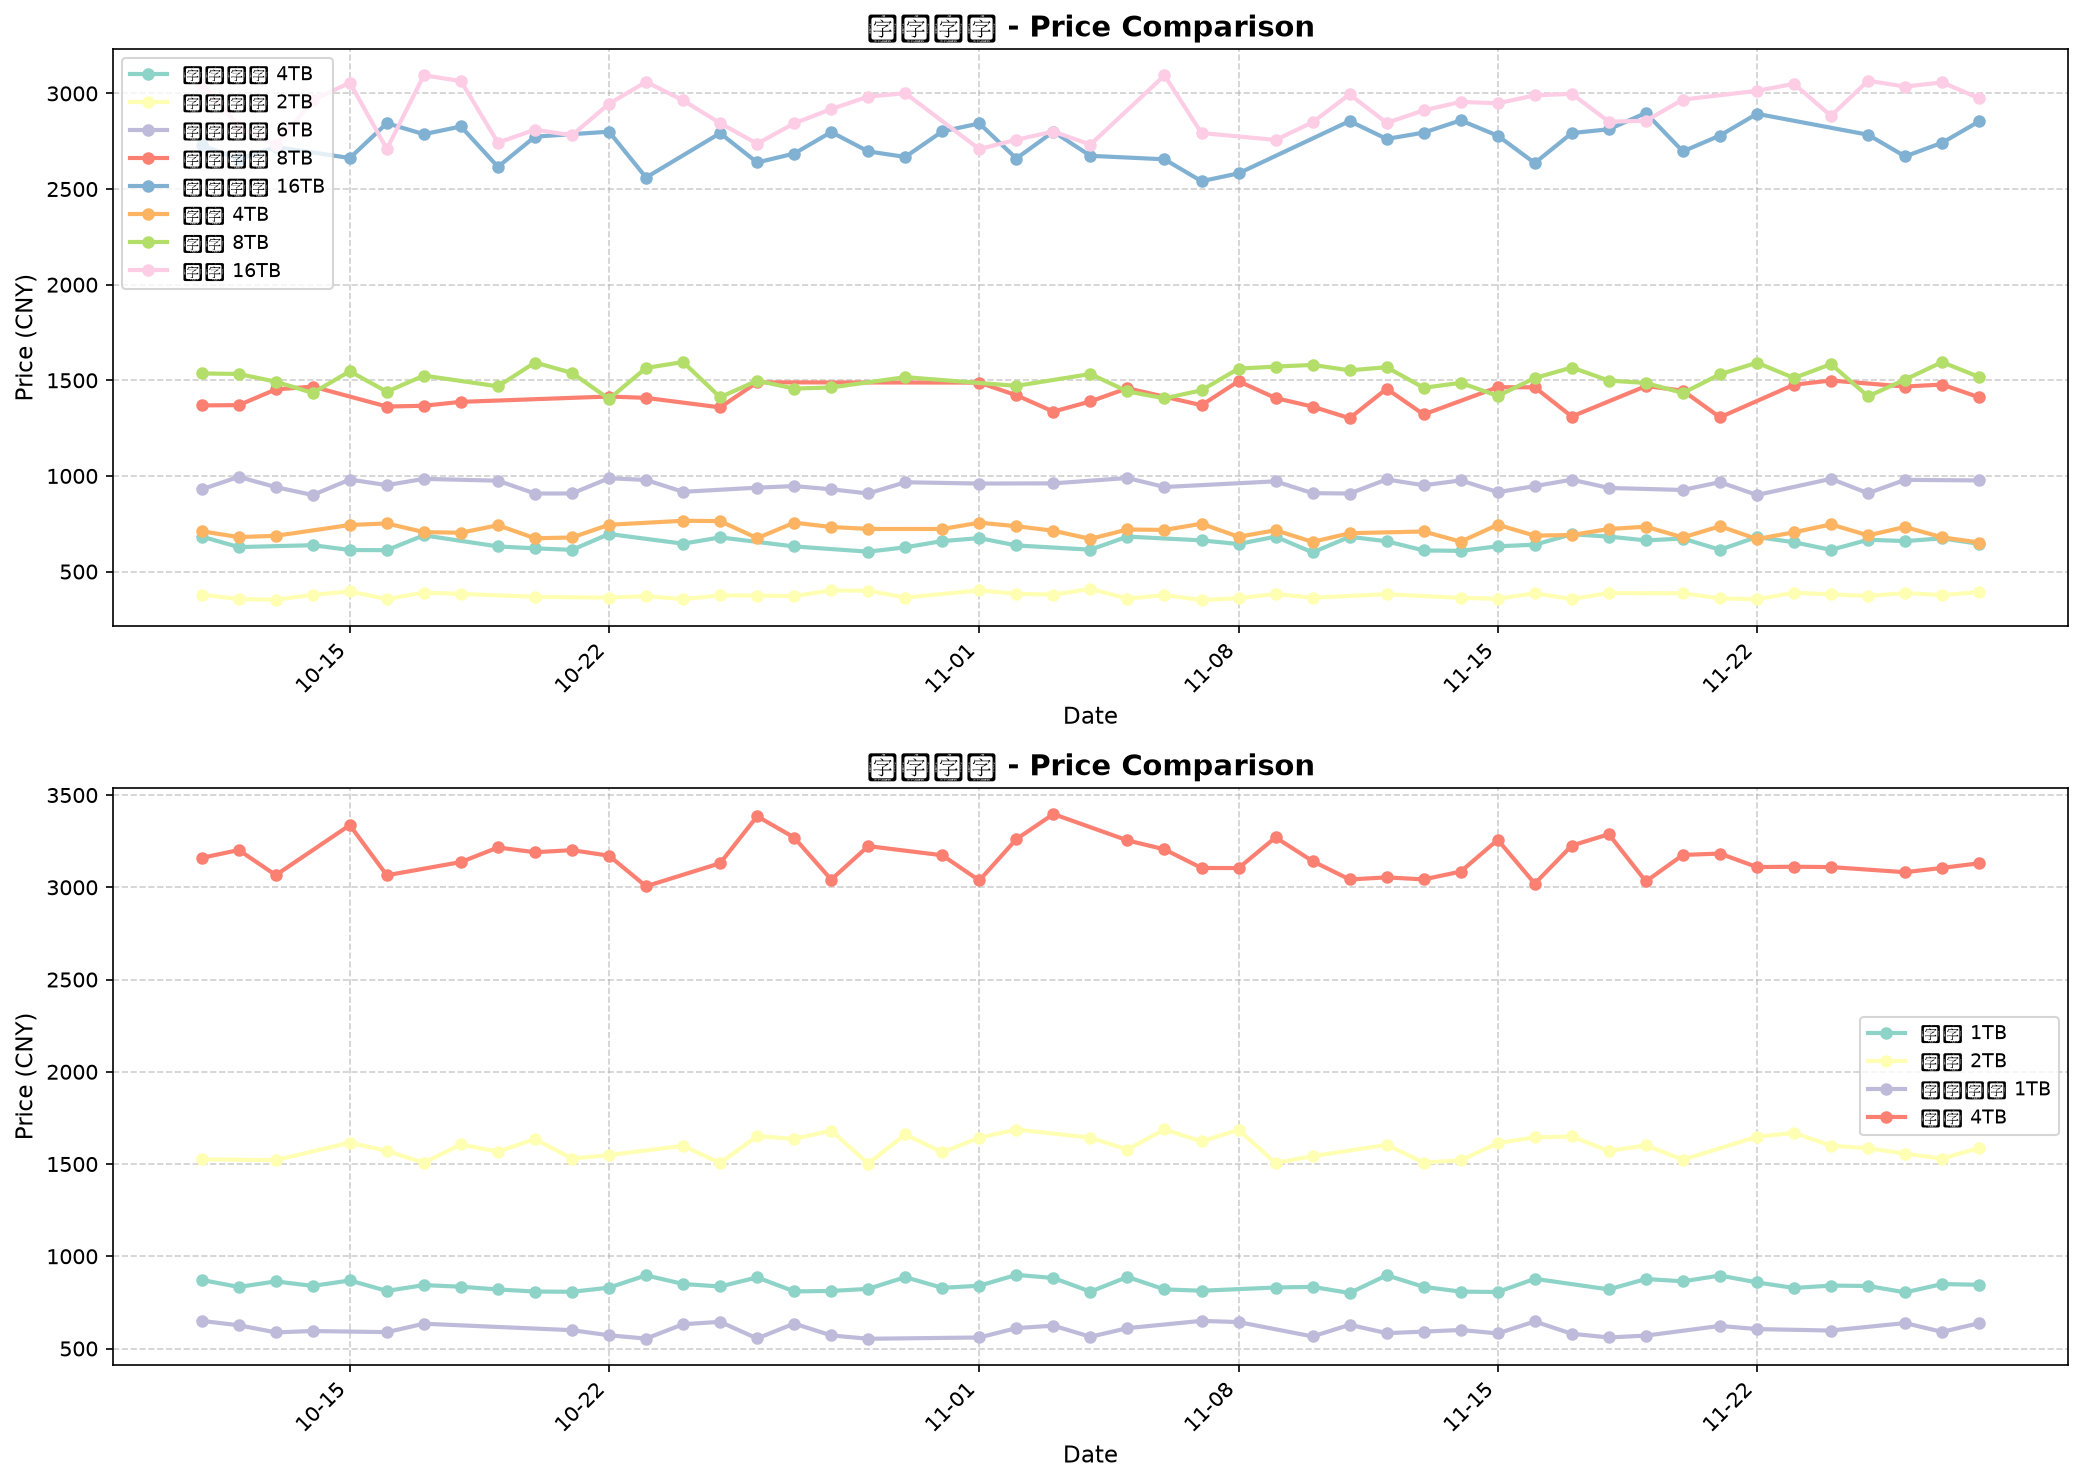 - Price Comparison
4TB
2TB
6TB
8TB
16TB
4TB
8TB
16TB
Price (CNY)
3000
2500
2000
1500
1000
500
10-15
10-22
11-01
11-08
11-15
11-22
Date
- Price Comparison
1TB
2TB
1TB
4TB
Price (CNY)
3500
3000
2500
2000
1500
1000
500
10-15
10-22
11-01
11-08
11-15
11-22
Date